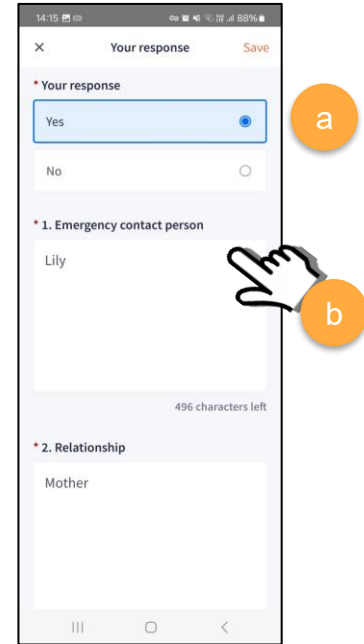 14:15 88%
Your response Save
* Your response
Yes
a
No
* 1. Emergency contact person
Lily
b
496 characters left
* 2. Relationship
Mother